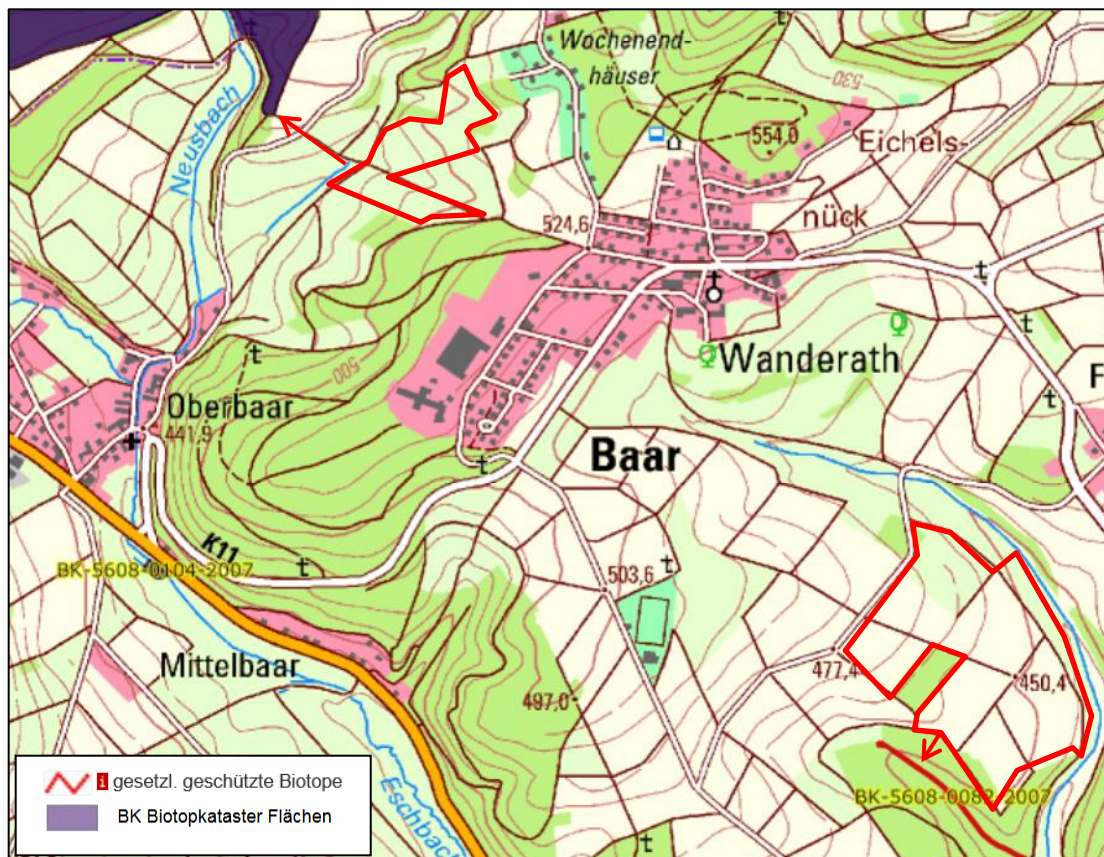 Wochenend-
häuser
530
Neusbach
554,0
Eichels-
nück
524,6
Wanderath
500
Oberbaar
441,9
Baar
F
K11
BK-5608-0104-2007
503,6
Mittelbaar
477,4
450,4
497,0
BK-5608-0082-2007
Eschbach
gesetzl. geschützte Biotope
BK Biotopkataster Flächen